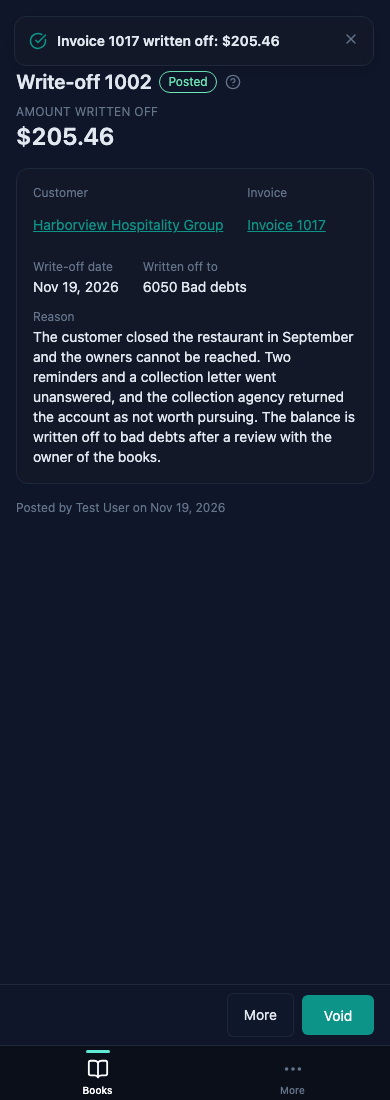 Invoice 1017 written off: $205.46
Write-off 1002 Posted
AMOUNT WRITTEN OFF
$205.46
Customer Invoice
Harborview Hospitality Group Invoice 1017
Write-off date Written off to
Nov 19, 2026 6050 Bad debts
Reason
The customer closed the restaurant in September
and the owners cannot be reached. Two
reminders and a collection letter went
unanswered, and the collection agency returned
the account as not worth pursuing. The balance is
written off to bad debts after a review with the
owner of the books.
Posted by Test User on Nov 19, 2026
More Void
Books More